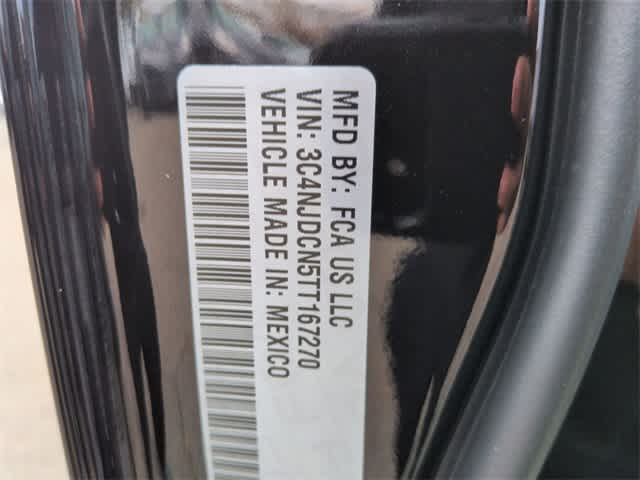 MFD BY: FCA US LLC
VIN: 3C4NJDCN5TT167270
VEHICLE MADE IN: MEXICO